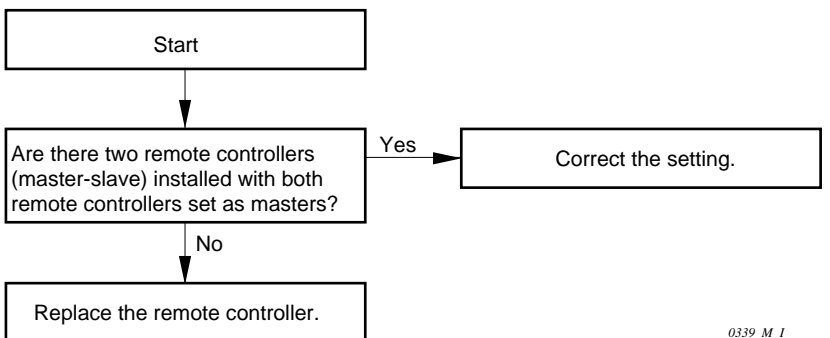 Start
Are there two remote controllers
(master-slave) installed with both
remote controllers set as masters?
Yes
Correct the setting.
No
Replace the remote controller.
0339_M_I